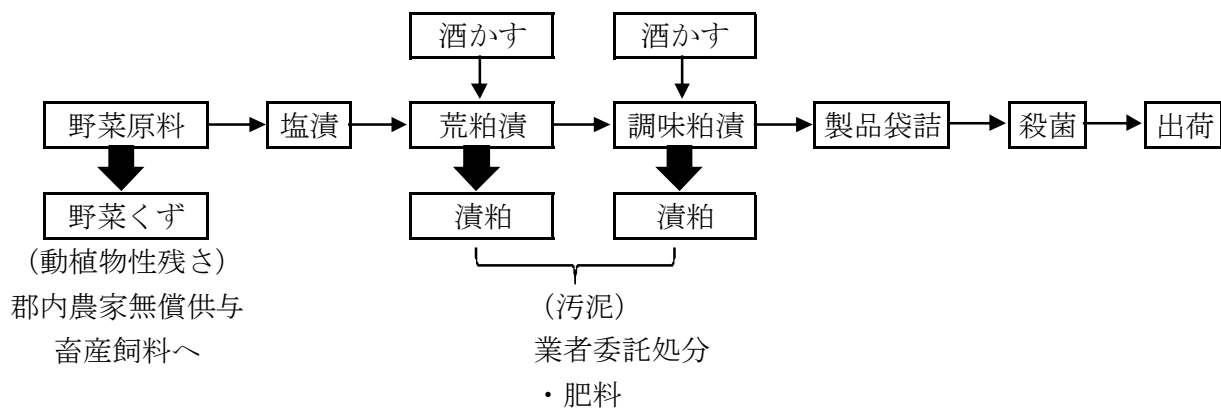 酒かす
酒かす
野菜原料
塩漬
荒粕漬
調味粕漬
製品袋詰
殺菌
出荷
野菜くず
漬粕
漬粕
(動植物性残さ)
郡内農家無償供与
畜産飼料へ
(汚泥)
業者委託処分
・肥料